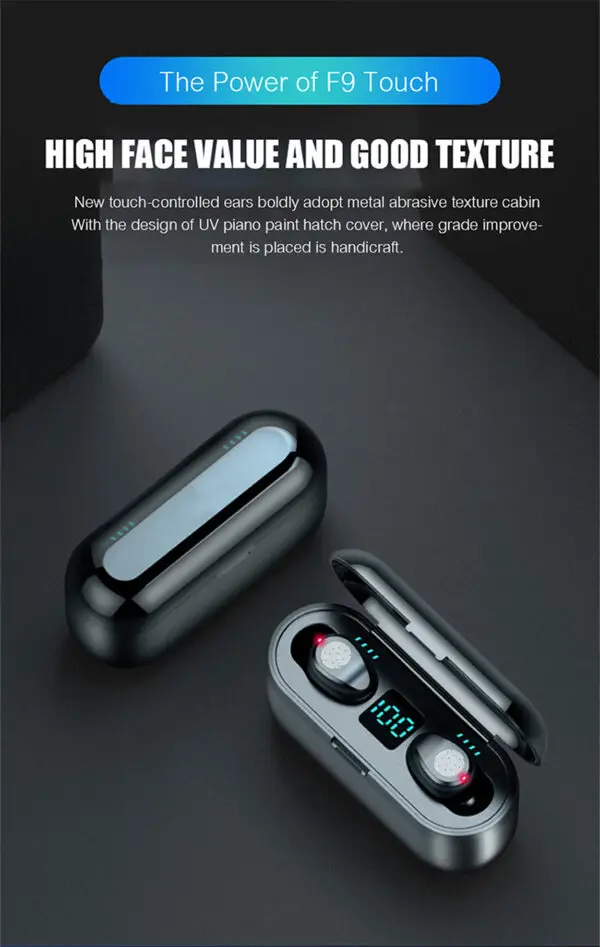 The Power of F9 Touch
HIGH FACE VALUE AND GOOD TEXTURE
New touch-controlled ears boldly adopt metal abrasive texture cabin
With the design of UV piano paint hatch cover, where grade improve-
ment is placed is handicraft.
100